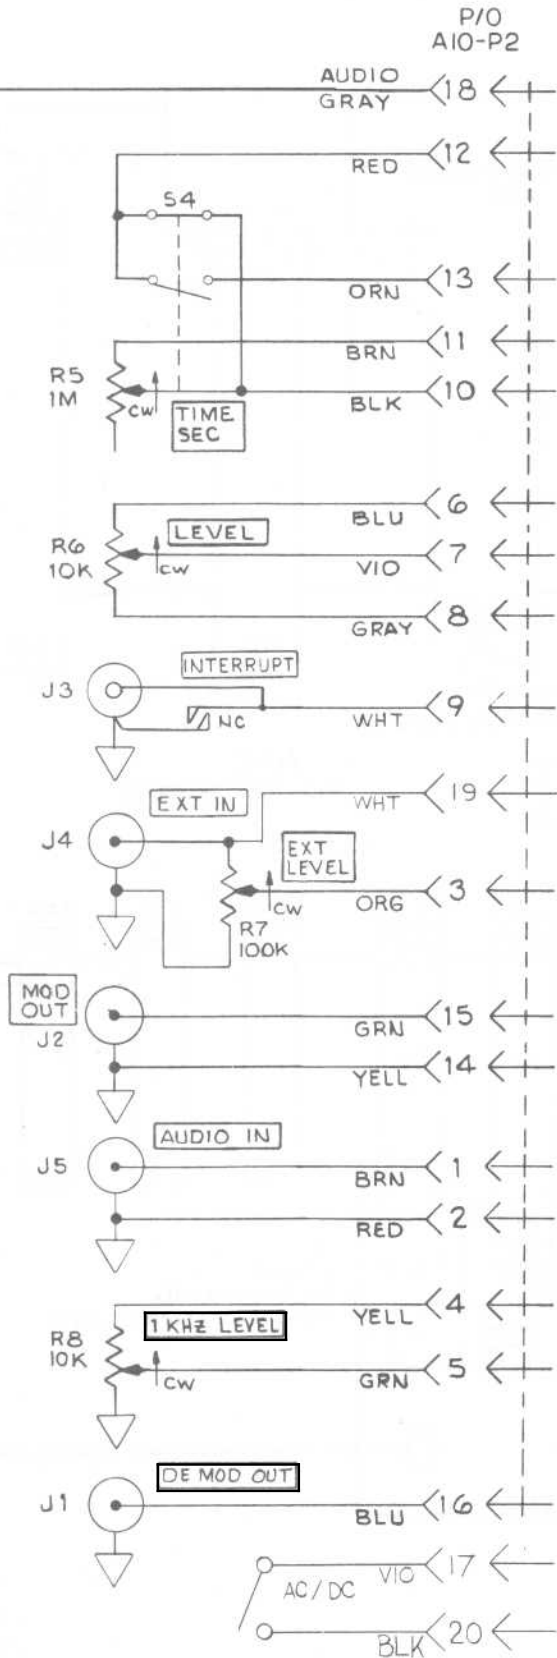 P/O
A10-P2
AUDIO
GRAY
18
12
RED
S4
13
ORN
11
BRN
R5
1M
CW
TIME
SEC
10
BLK
6
BLU
LEVEL
R6
10K
CW
7
VIO
8
GRAY
INTERRUPT
J3
NC
9
WHT
19
WHT
EXT IN
J4
EXT
LEVEL
CW
3
ORG
R7
100K
MOD
OUT
J2
15
GRN
14
YELL
AUDIO IN
J5
1
BRN
2
RED
4
YELL
1 KHZ LEVEL
R8
10K
CW
5
GRN
DE MOD OUT
J1
16
BLU
17
VIO
AC/DC
20
BLK